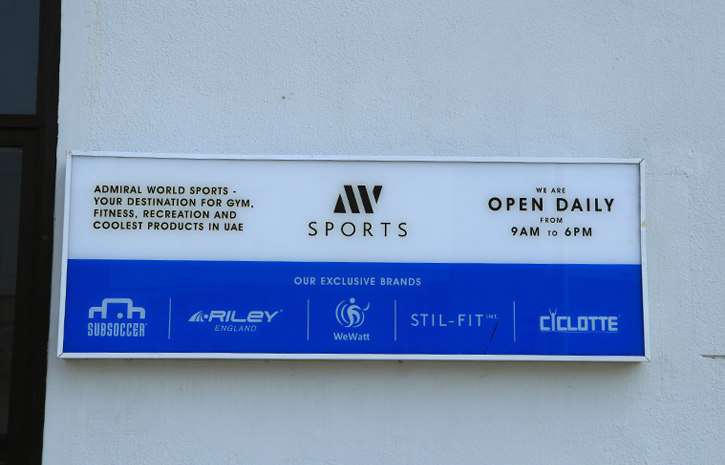 ADMIRAL WORLD SPORTS -
YOUR DESTINATION FOR GYM,
FITNESS, RECREATION AND
COOLEST PRODUCTS IN UAE
AW
SPORTS
WE ARE
OPEN DAILY
FROM
9AM TO 6PM
OUR EXCLUSIVE BRANDS
SUBSOCCER
RILEY
ENGLAND
WeWatt
STIL-FIT INT.
CICLOTTE